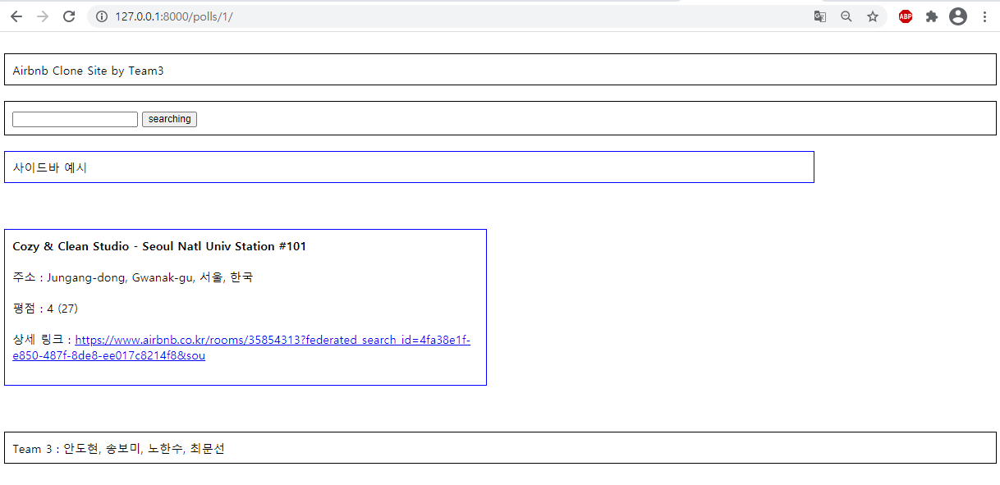 127.0.0.1:8000/polls/1/
ABP
Airbnb Clone Site by Team3
searching
사이드바 예시
Cozy & Clean Studio - Seoul Natl Univ Station #101
주소 : Jungang-dong, Gwanak-gu, 서울, 한국
평점 : 4 (27)
상세 링크 : https://www.airbnb.co.kr/rooms/35854313?federated_search_id=4fa38e1f-
e850-487f-8de8-ee017c8214f8&sou
Team 3 : 안도현, 송보미, 노한수, 최문선